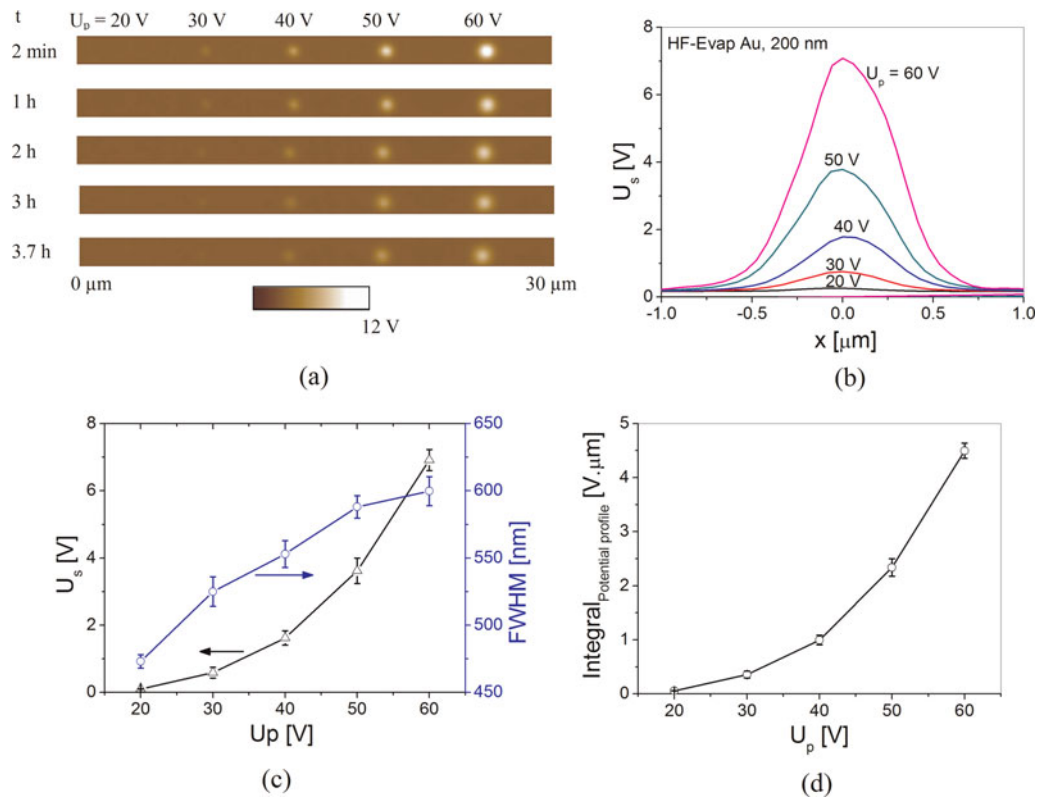 t U_p = 20 V 30 V 40 V 50 V 60 V
2 min
1 h
2 h
3 h
3.7 h
0 µm 30 µm
12 V
(a)
HF-Evap Au, 200 nm
U_p = 60 V
50 V
40 V
30 V
20 V
U_s [V]
8
6
4
2
0
-1.0 -0.5 0.0 0.5 1.0
x [µm]
(b)
U_s [V]
8
6
4
2
0
650
600
550
500
450
FWHM [nm]
20 30 40 50 60
Up [V]
(c)
Integral_Potential profile [V.µm]
5
4
3
2
1
0
20 30 40 50 60
U_p [V]
(d)